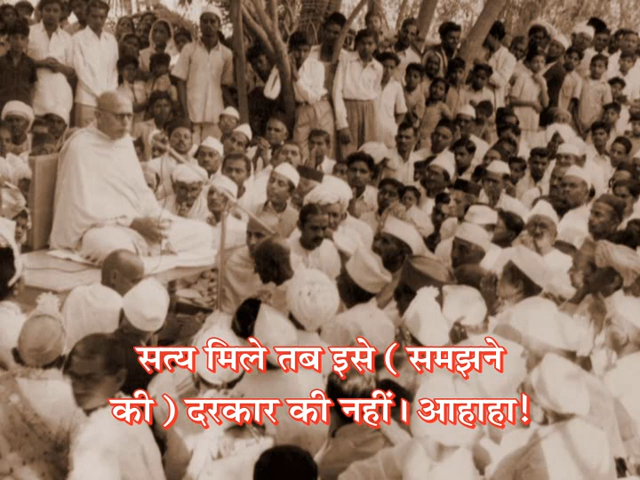 सत्य मिले तब इसे ( समझने
की ) दरकार की नहीं। आहाहा!